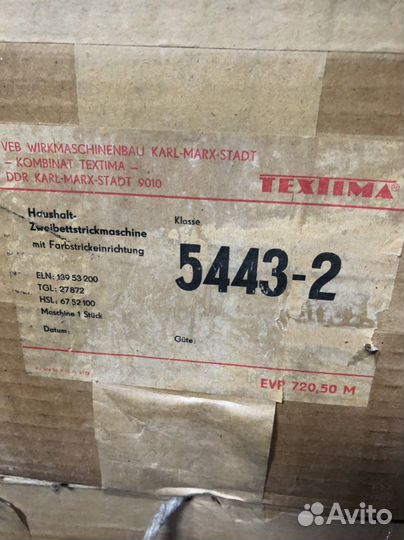 VEB WIRKMASCHINENBAU KARL-MARX-STADT
– KOMBINAT TEXTIMA –
DDR KARL-MARX-STADT 9010
TEXTIMA®
Haushalt-
Zweibettstrickmaschine
mit Farbstrickeinrichtung
Klasse
5443-2
ELN: 139 53 200
TGL: 27872
HSL: 67 52 100
Maschine 1 Stück
Datum:
Güte:
EVP 720,50 M
Avito